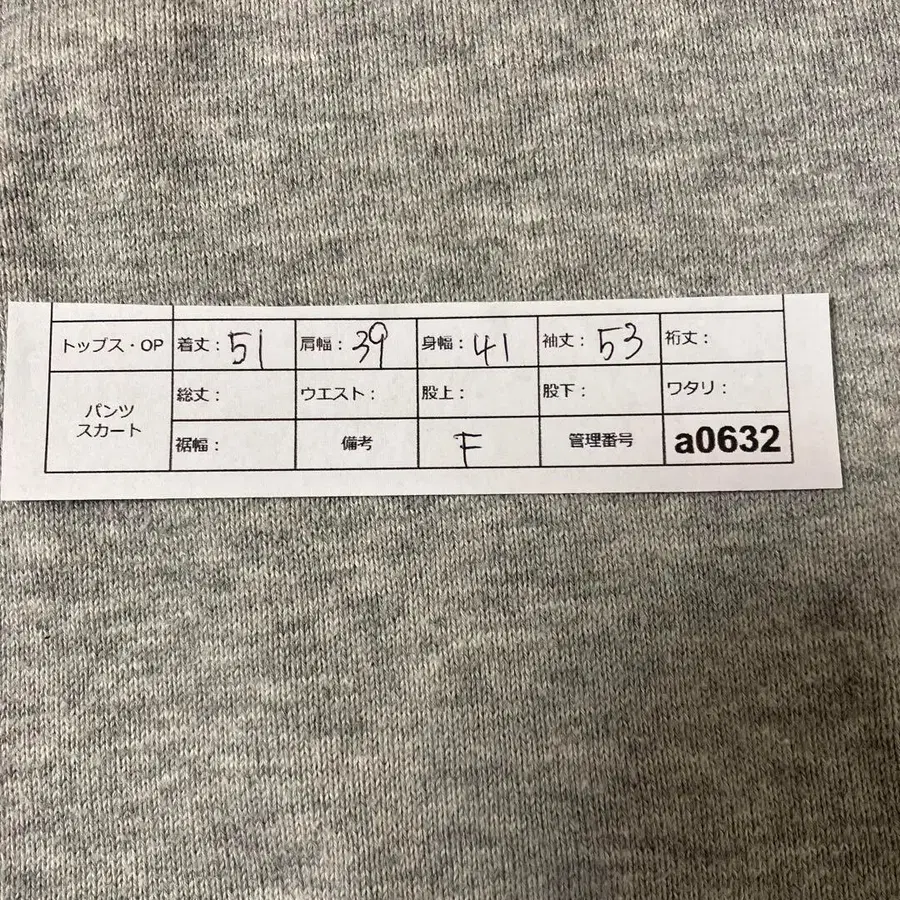 トップス・OP 着丈: 51 肩幅: 39 身幅: 41 袖丈: 53 裄丈:
パンツ
スカート
総丈: ウエスト: 股上: 股下: ワタリ:
裾幅: 備考 F 管理番号 a0632